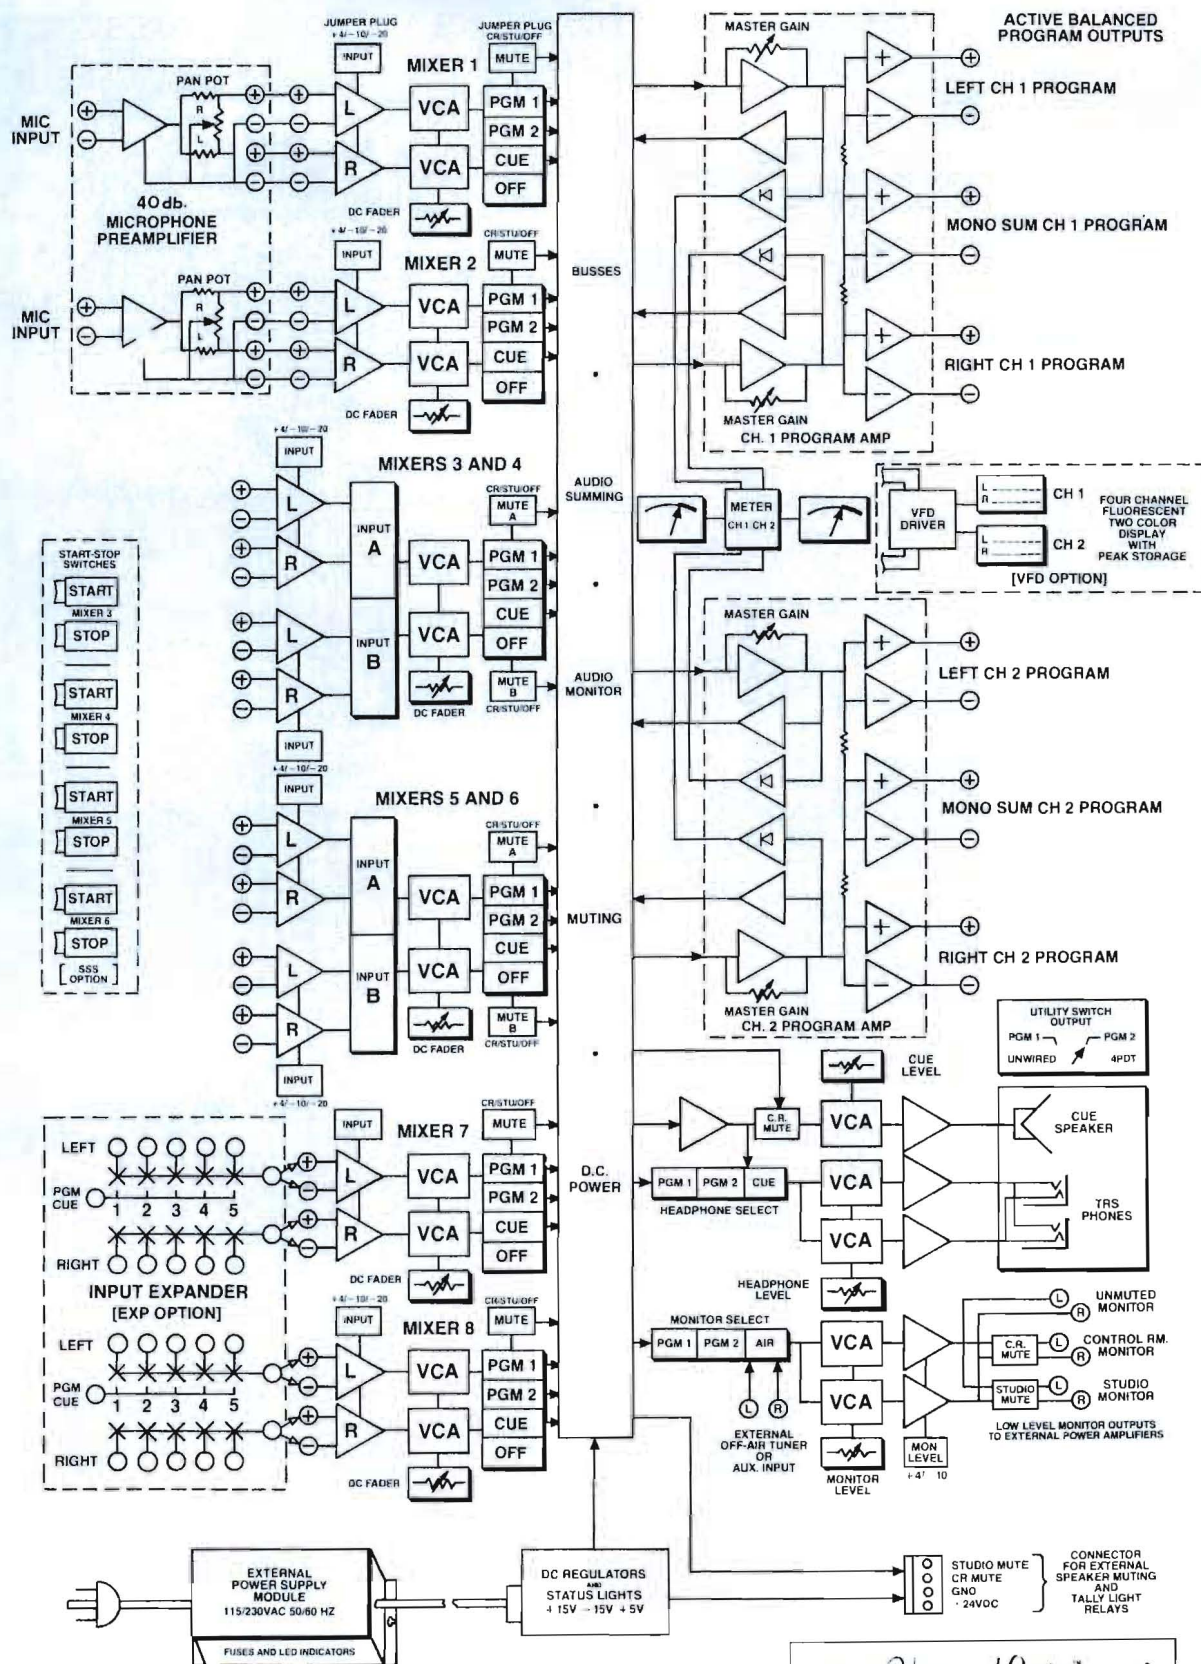 JUMPER PLUG
+4/−10/−20
INPUT
MIXER 1
JUMPER PLUG
CR/STU/OFF
MUTE
PAN POT
R
L
MIC
INPUT
40 db.
MICROPHONE
PREAMPLIFIER
L
R
VCA
VCA
PGM 1
PGM 2
CUE
OFF
DC FADER
+4/−10/−20
INPUT
MIXER 2
CR/STU/OFF
MUTE
PAN POT
R
L
MIC
INPUT
L
R
VCA
VCA
PGM 1
PGM 2
CUE
OFF
DC FADER
+4/−10/−20
INPUT
MIXERS 3 AND 4
CR/STU/OFF
MUTE
A
L
R
L
R
INPUT
A
INPUT
B
VCA
VCA
PGM 1
PGM 2
CUE
OFF
MUTE
B
CR/STU/OFF
DC FADER
INPUT
+4/−10/−20
START-STOP
SWITCHES
START
MIXER 3
STOP
START
MIXER 4
STOP
START
MIXER 5
STOP
START
MIXER 6
STOP
[SSS
OPTION]
INPUT
MIXERS 5 AND 6
CR/STU/OFF
MUTE
A
L
R
L
R
INPUT
A
INPUT
B
VCA
VCA
PGM 1
PGM 2
CUE
OFF
MUTE
B
CR/STU/OFF
DC FADER
INPUT
+4/−10/−20
INPUT
MIXER 7
CR/STU/OFF
MUTE
LEFT
PGM
CUE
1 2 3 4 5
RIGHT
INPUT EXPANDER
[EXP OPTION]
L
R
VCA
VCA
PGM 1
PGM 2
CUE
OFF
DC FADER
+4/−10/−20
INPUT
MIXER 8
CR/STU/OFF
MUTE
LEFT
PGM
CUE
1 2 3 4 5
RIGHT
L
R
VCA
VCA
PGM 1
PGM 2
CUE
OFF
DC FADER
BUSSES
AUDIO
SUMMING
AUDIO
MONITOR
MUTING
D.C.
POWER
MASTER GAIN
ACTIVE BALANCED
PROGRAM OUTPUTS
LEFT CH 1 PROGRAM
MONO SUM CH 1 PROGRAM
RIGHT CH 1 PROGRAM
MASTER GAIN
CH. 1 PROGRAM AMP
METER
CH 1 CH 2
VFD
DRIVER
L
R
CH 1
L
R
CH 2
FOUR CHANNEL
FLUORESCENT
TWO COLOR
DISPLAY
WITH
PEAK STORAGE
[VFD OPTION]
MASTER GAIN
LEFT CH 2 PROGRAM
MONO SUM CH 2 PROGRAM
RIGHT CH 2 PROGRAM
MASTER GAIN
CH. 2 PROGRAM AMP
UTILITY SWITCH
OUTPUT
PGM 1 PGM 2
UNWIRED 4PDT
CUE
LEVEL
C.R.
MUTE
VCA
CUE
SPEAKER
PGM 1 PGM 2 CUE
HEADPHONE SELECT
VCA
VCA
TRS
PHONES
HEADPHONE
LEVEL
MONITOR SELECT
PGM 1 PGM 2 AIR
VCA
VCA
L
R
UNMUTED
MONITOR
C.R.
MUTE
L
R
CONTROL RM.
MONITOR
STUDIO
MUTE
L
R
STUDIO
MONITOR
L R
EXTERNAL
OFF-AIR TUNER
OR
AUX. INPUT
MONITOR
LEVEL
MON
LEVEL
+4/ 10
LOW LEVEL MONITOR OUTPUTS
TO EXTERNAL POWER AMPLIFIERS
EXTERNAL
POWER SUPPLY
MODULE
115/230VAC 50/60 HZ
FUSES AND LED INDICATORS
DC REGULATORS
AND
STATUS LIGHTS
+15V −15V +5V
STUDIO MUTE
CR MUTE
GND
24VDC
CONNECTOR
FOR EXTERNAL
SPEAKER MUTING
AND
TALLY LIGHT
RELAYS